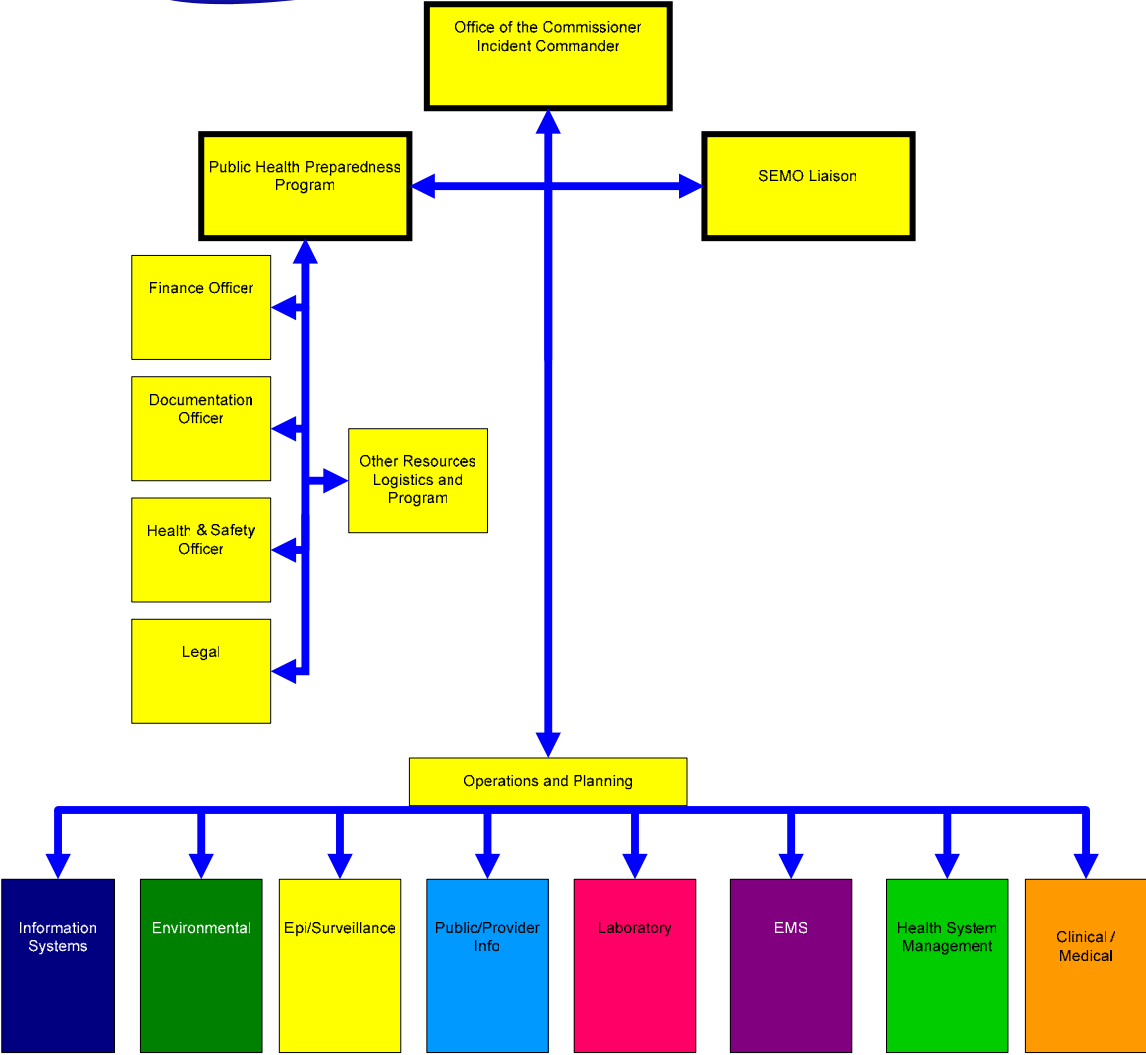 Office of the Commissioner
Incident Commander
Public Health Preparedness
Program
SEMO Liaison
Finance Officer
Documentation
Officer
Other Resources
Logistics and
Program
Health & Safety
Officer
Legal
Operations and Planning
Information
Systems
Environmental
Epi/Surveillance
Public/Provider
Info
Laboratory
EMS
Health System
Management
Clinical /
Medical